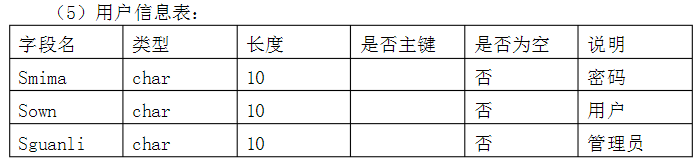 （5）用户信息表：
字段名 类型 长度 是否主键 是否为空 说明
Smima char 10 否 密码
Sown char 10 否 用户
Sguanli char 10 否 管理员